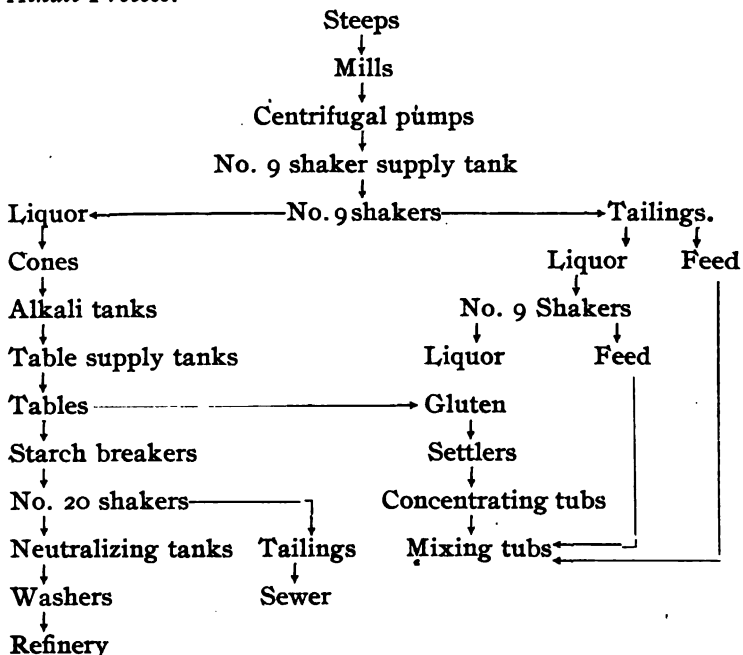 Steeps
Mills
Centrifugal pumps
No. 9 shaker supply tank
Liquor No. 9 shakers Tailings.
Cones Liquor Feed
Alkali tanks No. 9 Shakers
Table supply tanks Liquor Feed
Tables Gluten
Starch breakers Settlers
No. 20 shakers Concentrating tubs
Neutralizing tanks Tailings Mixing tubs
Washers Sewer
Refinery